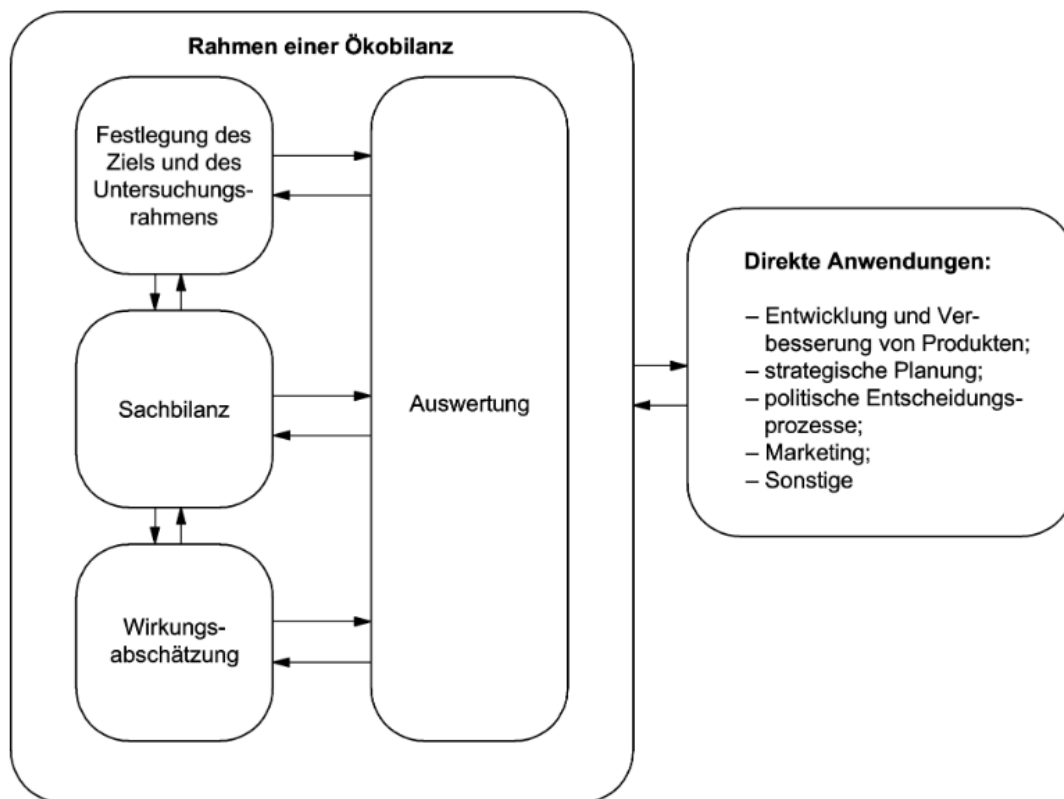 Rahmen einer Ökobilanz
Festlegung des
Ziels und des
Untersuchungs-
rahmens
Sachbilanz
Wirkungs-
abschätzung
Auswertung
Direkte Anwendungen:
– Entwicklung und Ver-
besserung von Produkten;
– strategische Planung;
– politische Entscheidungs-
prozesse;
– Marketing;
– Sonstige